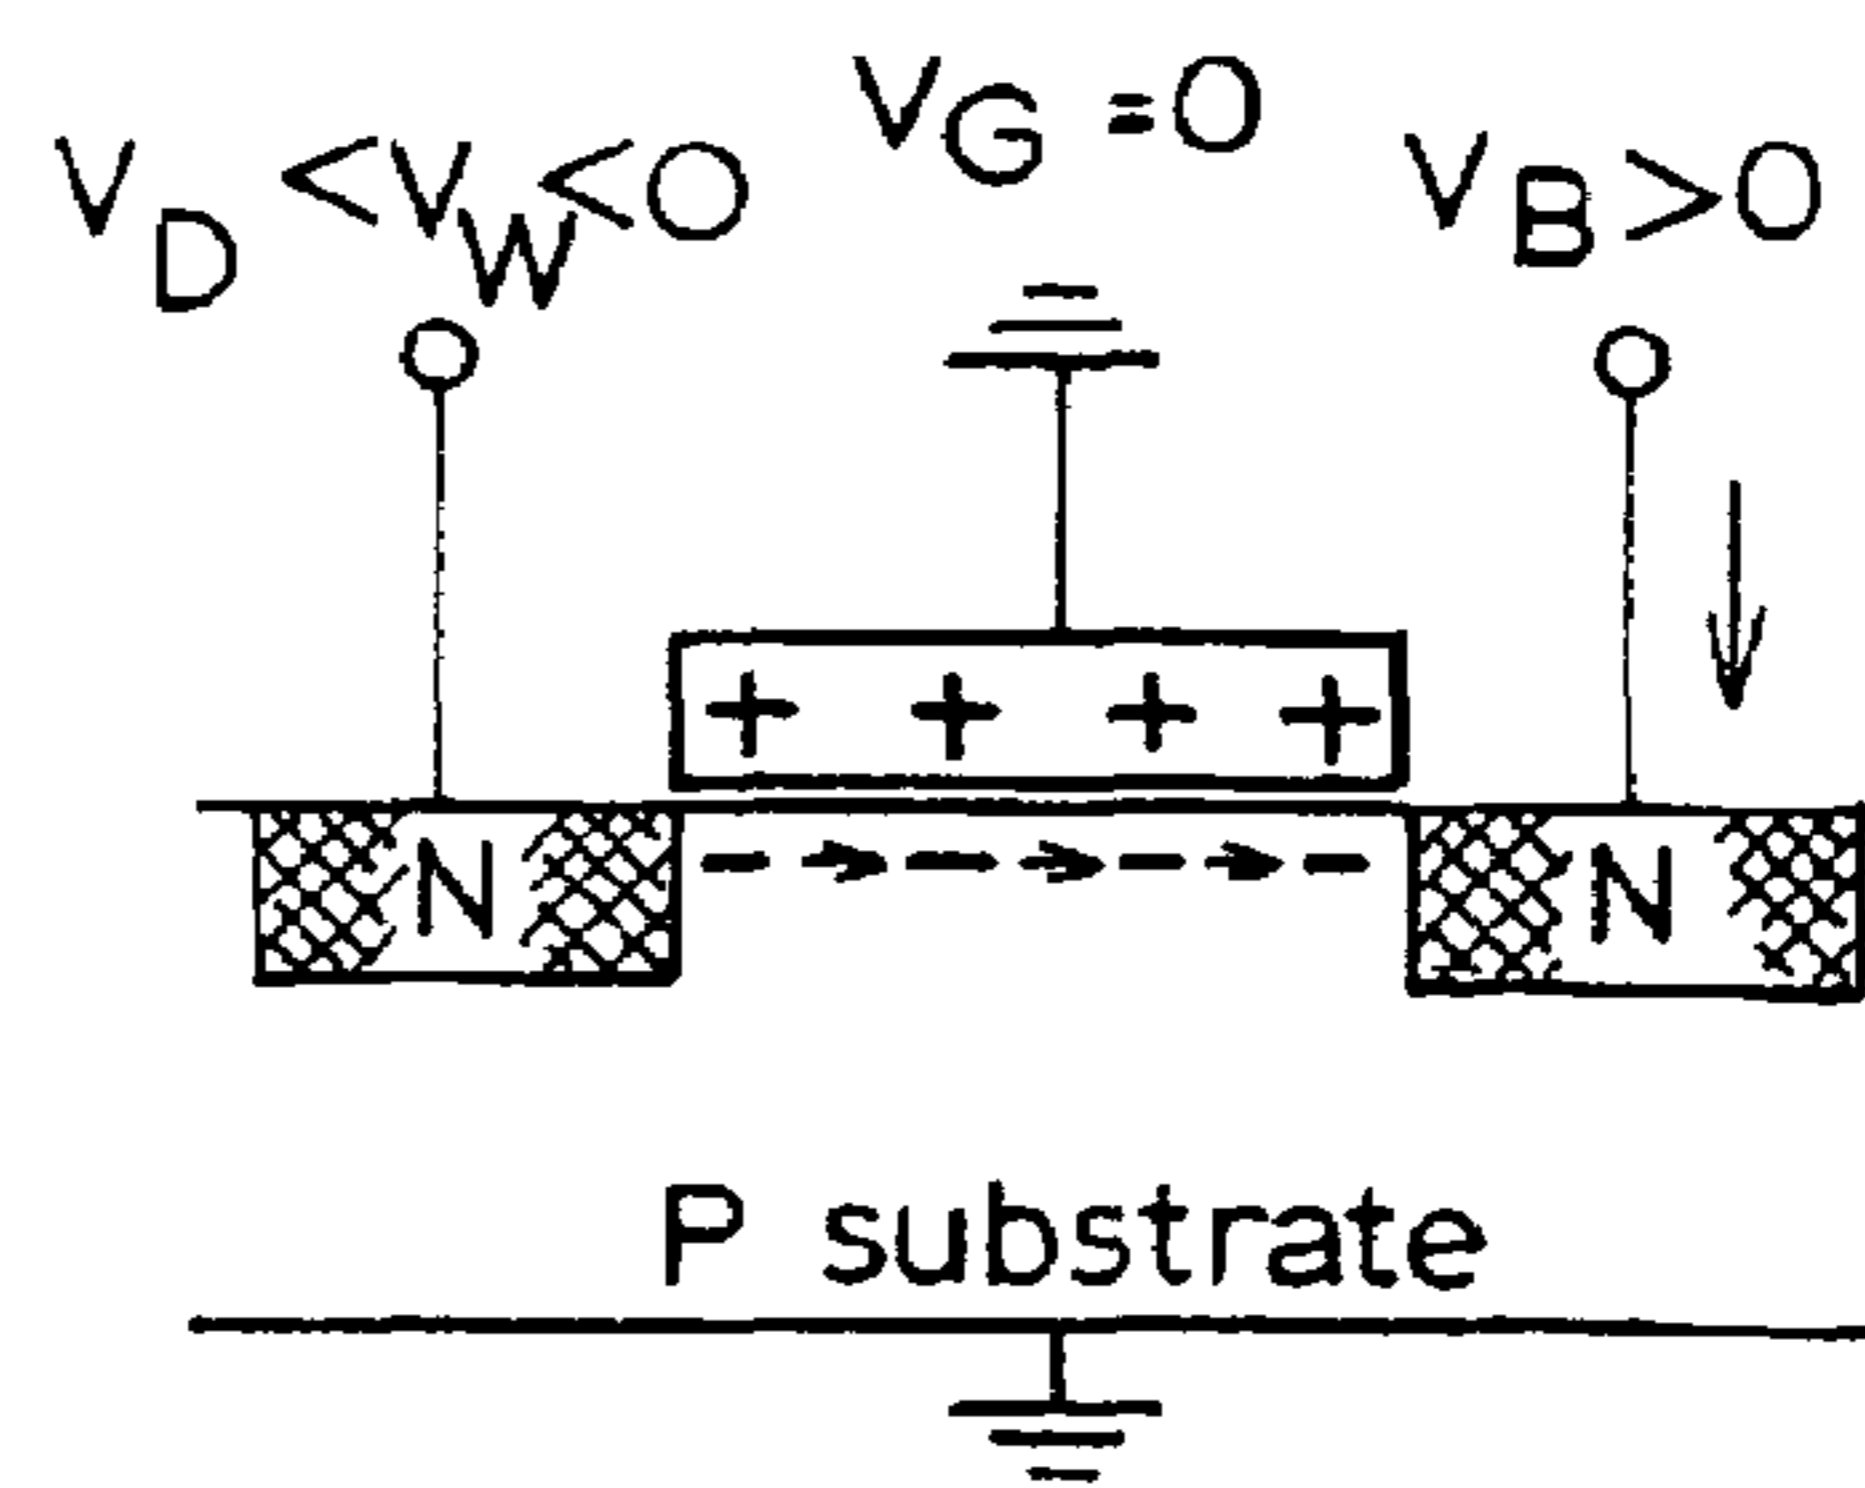 V_G = 0
V_D < V_W < 0
V_B > 0
+ + + +
N
N
P substrate